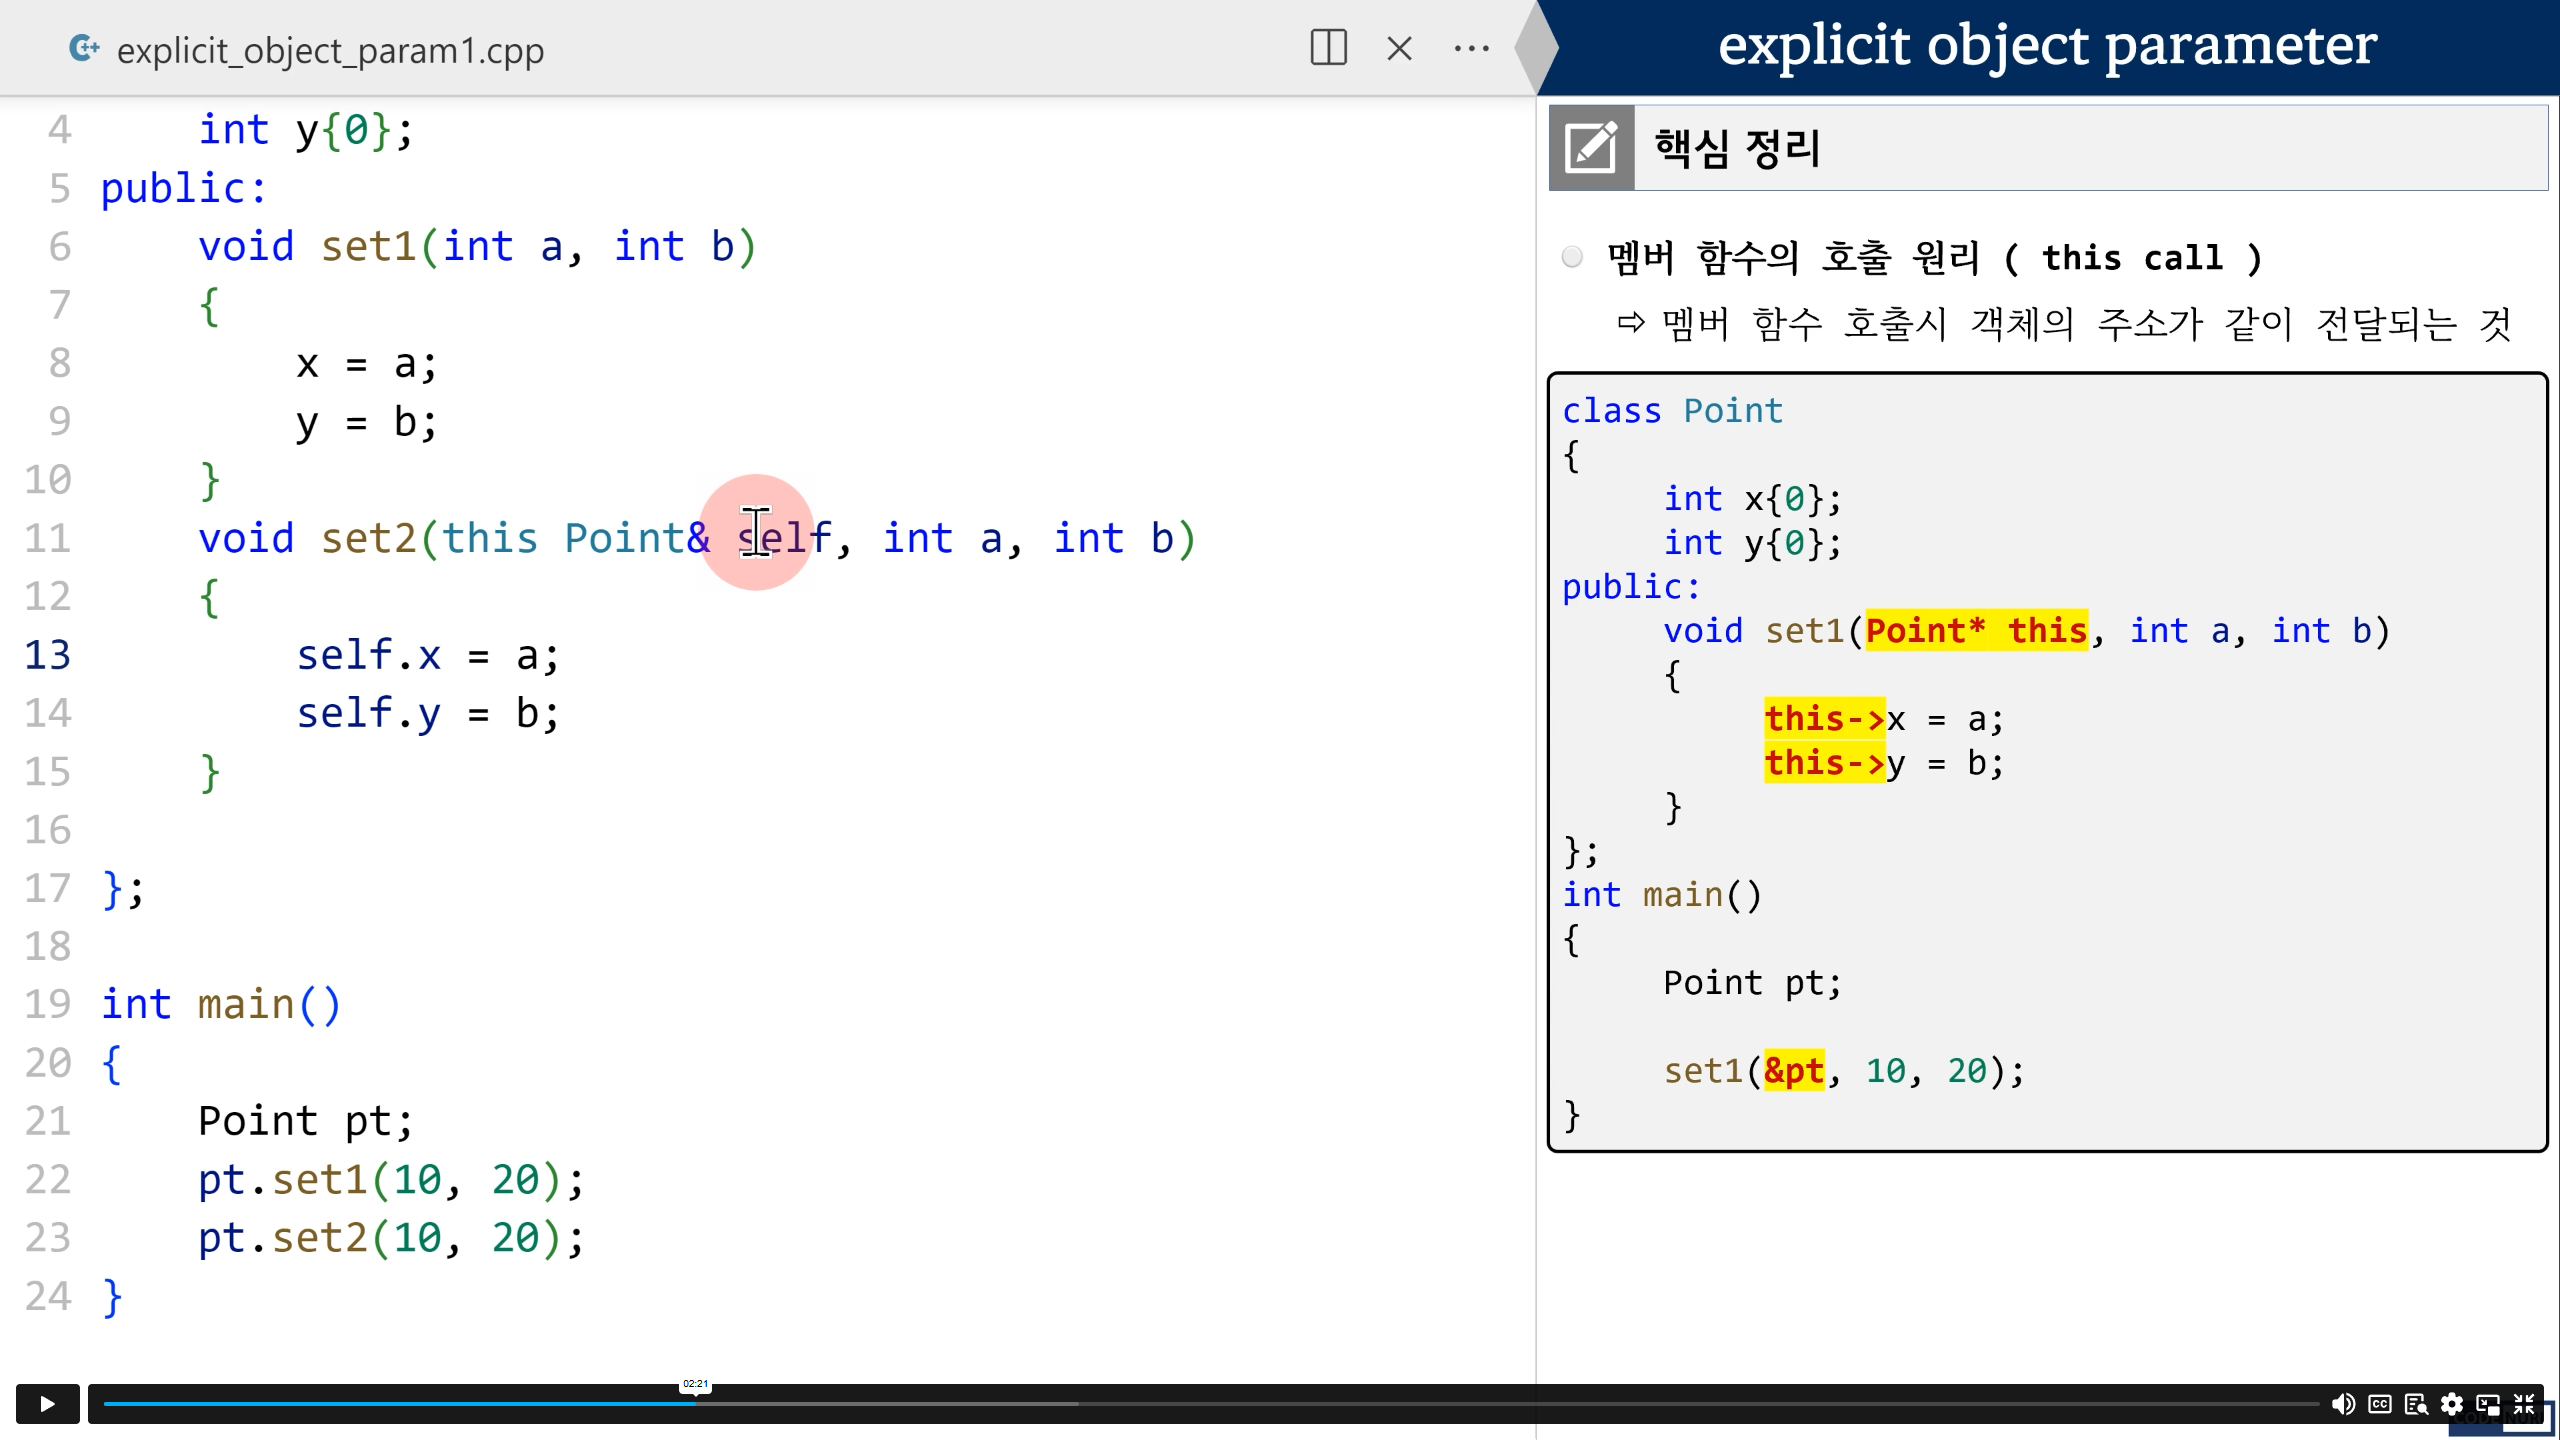 explicit_object_param1.cpp
4     int y{0};
5 public:
6     void set1(int a, int b)
7     {
8         x = a;
9         y = b;
10     }
11     void set2(this Point& self, int a, int b)
12     {
13         self.x = a;
14         self.y = b;
15     }
16
17 };
18
19 int main()
20 {
21     Point pt;
22     pt.set1(10, 20);
23     pt.set2(10, 20);
24 }
explicit object parameter
핵심 정리
멤버 함수의 호출 원리 ( this call )
⇨ 멤버 함수 호출시 객체의 주소가 같이 전달되는 것
class Point
{
    int x{0};
    int y{0};
public:
    void set1(Point* this, int a, int b)
    {
        this->x = a;
        this->y = b;
    }
};
int main()
{
    Point pt;
    set1(&pt, 10, 20);
}
02:21
CC